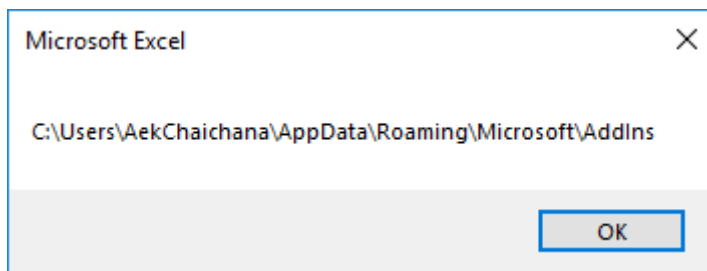 Microsoft Excel
C:\Users\AekChaichana\AppData\Roaming\Microsoft\AddIns
OK